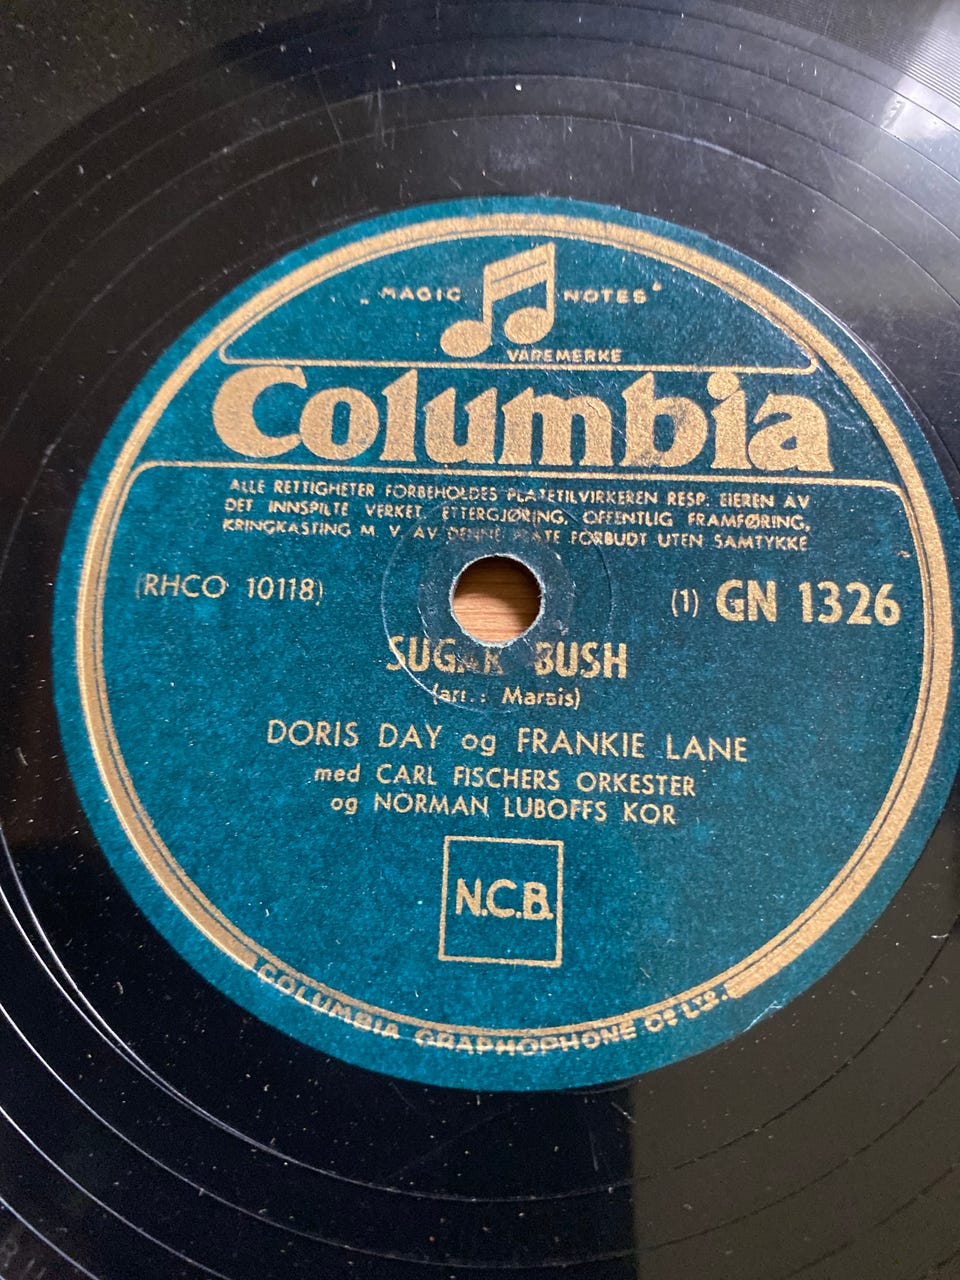 „ MAGIC NOTES"
VAREMERKE
Columbia
ALLE RETTIGHETER FORBEHOLDES PLATETILVIRKEREN RESP. EIEREN AV
DET INNSPILTE VERKET. ETTERGJØRING, OFFENTLIG FRAMFØRING,
KRINGKASTING M. V. AV DENNE PLATE FORBUDT UTEN SAMTYKKE
(RHCO 10118)
(1) GN 1326
SUGAR BUSH
(arr.: Marais)
DORIS DAY og FRANKIE LANE
med CARL FISCHERS ORKESTER
og NORMAN LUBOFFS KOR
N.C.B.
COLUMBIA GRAPHOPHONE CO. LTD.